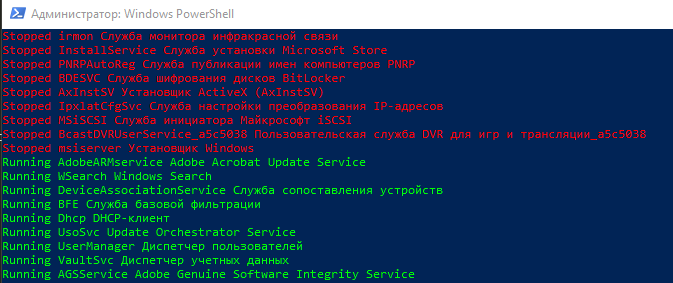 Администратор: Windows PowerShell
Stopped irmon Служба монитора инфракрасной связи
Stopped InstallService Служба установки Microsoft Store
Stopped PNRPAutoReg Служба публикации имен компьютеров PNRP
Stopped BDESVC Служба шифрования дисков BitLocker
Stopped AxInstSV Установщик ActiveX (AxInstSV)
Stopped IpxlatCfgSvc Служба настройки преобразования IP-адресов
Stopped MSiSCSI Служба инициатора Майкрософт iSCSI
Stopped BcastDVRUserService_a5c5038 Пользовательская служба DVR для игр и трансляции_a5c5038
Stopped msiserver Установщик Windows
Running AdobeARMservice Adobe Acrobat Update Service
Running WSearch Windows Search
Running DeviceAssociationService Служба сопоставления устройств
Running BFE Служба базовой фильтрации
Running Dhcp DHCP-клиент
Running UsoSvc Update Orchestrator Service
Running UserManager Диспетчер пользователей
Running VaultSvc Диспетчер учетных данных
Running AGSService Adobe Genuine Software Integrity Service